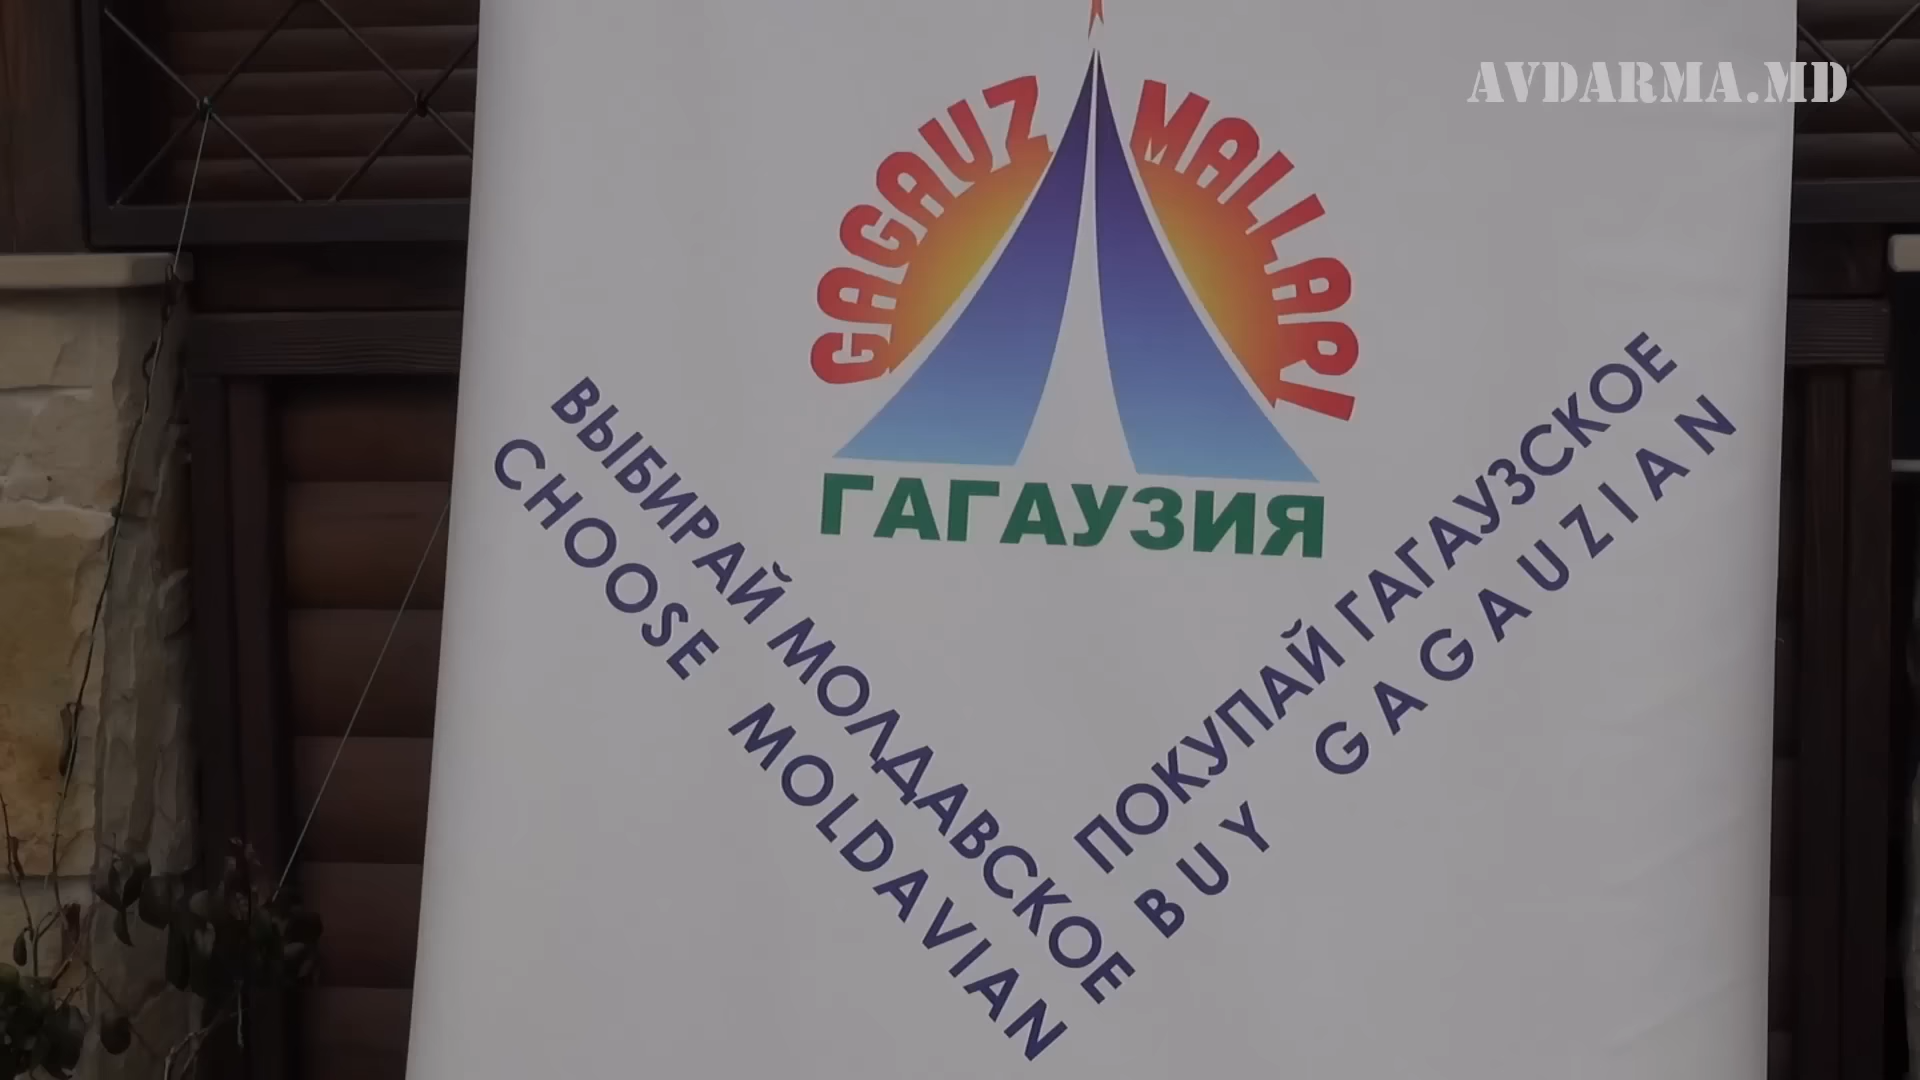 AVDARMA.MD
GAGAUZ MALLARI
ГАГАУЗИЯ
ВЫБИРАЙ МОЛДАВСКОЕ
CHOOSE MOLDAVIAN
ПОКУПАЙ ГАГАУЗСКОЕ
BUY GAGAUZIAN